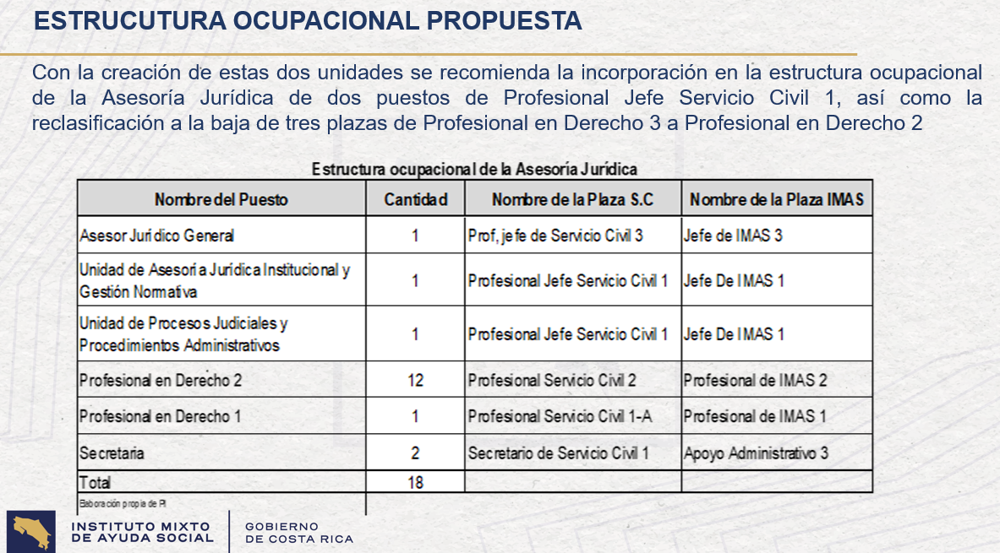 ESTRUCUTURA OCUPACIONAL PROPUESTA
Con la creación de estas dos unidades se recomienda la incorporación en la estructura ocupacional
de la Asesoría Jurídica de dos puestos de Profesional Jefe Servicio Civil 1, así como la
reclasificación a la baja de tres plazas de Profesional en Derecho 3 a Profesional en Derecho 2
Estructura ocupacional de la Asesoría Jurídica
Nombre del Puesto Cantidad Nombre de la Plaza S.C Nombre de la Plaza IMAS
Asesor Jurídico General 1 Prof, jefe de Servicio Civil 3 Jefe de IMAS 3
Unidad de Asesoría Jurídica Institucional y
Gestión Normativa 1 Profesional Jefe Servicio Civil 1 Jefe De IMAS 1
Unidad de Procesos Judiciales y
Procedimientos Administrativos 1 Profesional Jefe Servicio Civil 1 Jefe De IMAS 1
Profesional en Derecho 2 12 Profesional Servicio Civil 2 Profesional de IMAS 2
Profesional en Derecho 1 1 Profesional Servicio Civil 1-A Profesional de IMAS 1
Secretaria 2 Secretario de Servicio Civil 1 Apoyo Administrativo 3
Total 18
Elaboración propia de PI
INSTITUTO MIXTO
DE AYUDA SOCIAL
GOBIERNO
DE COSTA RICA